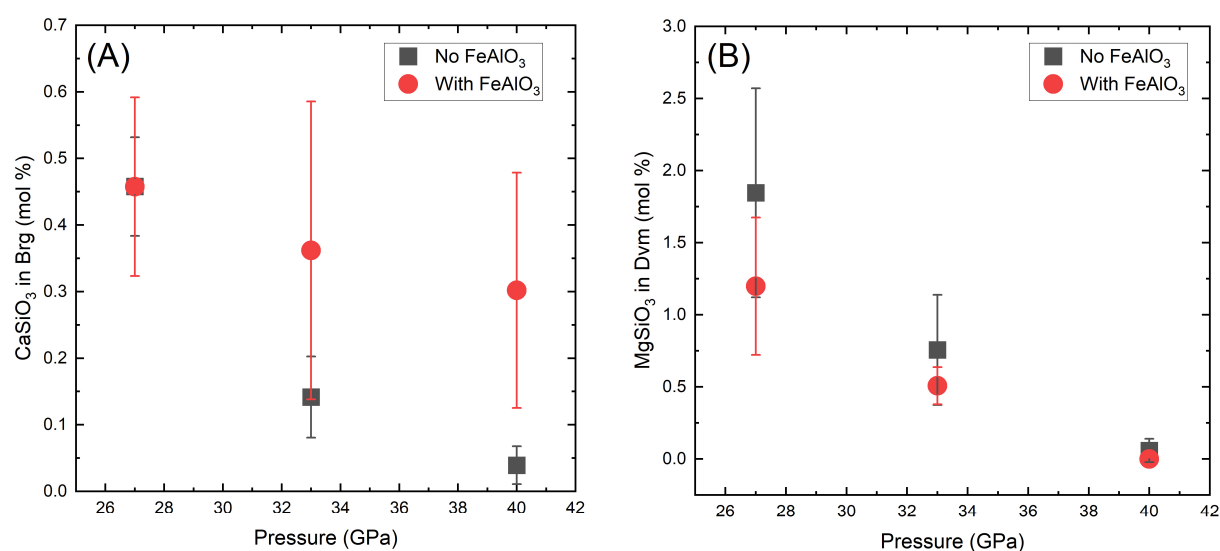 (A)
No FeAlO₃
With FeAlO₃
0.7
0.6
0.5
0.4
0.3
0.2
0.1
0.0
CaSiO₃ in Brg (mol %)
26 28 30 32 34 36 38 40 42
Pressure (GPa)
(B)
No FeAlO₃
With FeAlO₃
3.0
2.5
2.0
1.5
1.0
0.5
0.0
MgSiO₃ in Dvm (mol %)
26 28 30 32 34 36 38 40 42
Pressure (GPa)